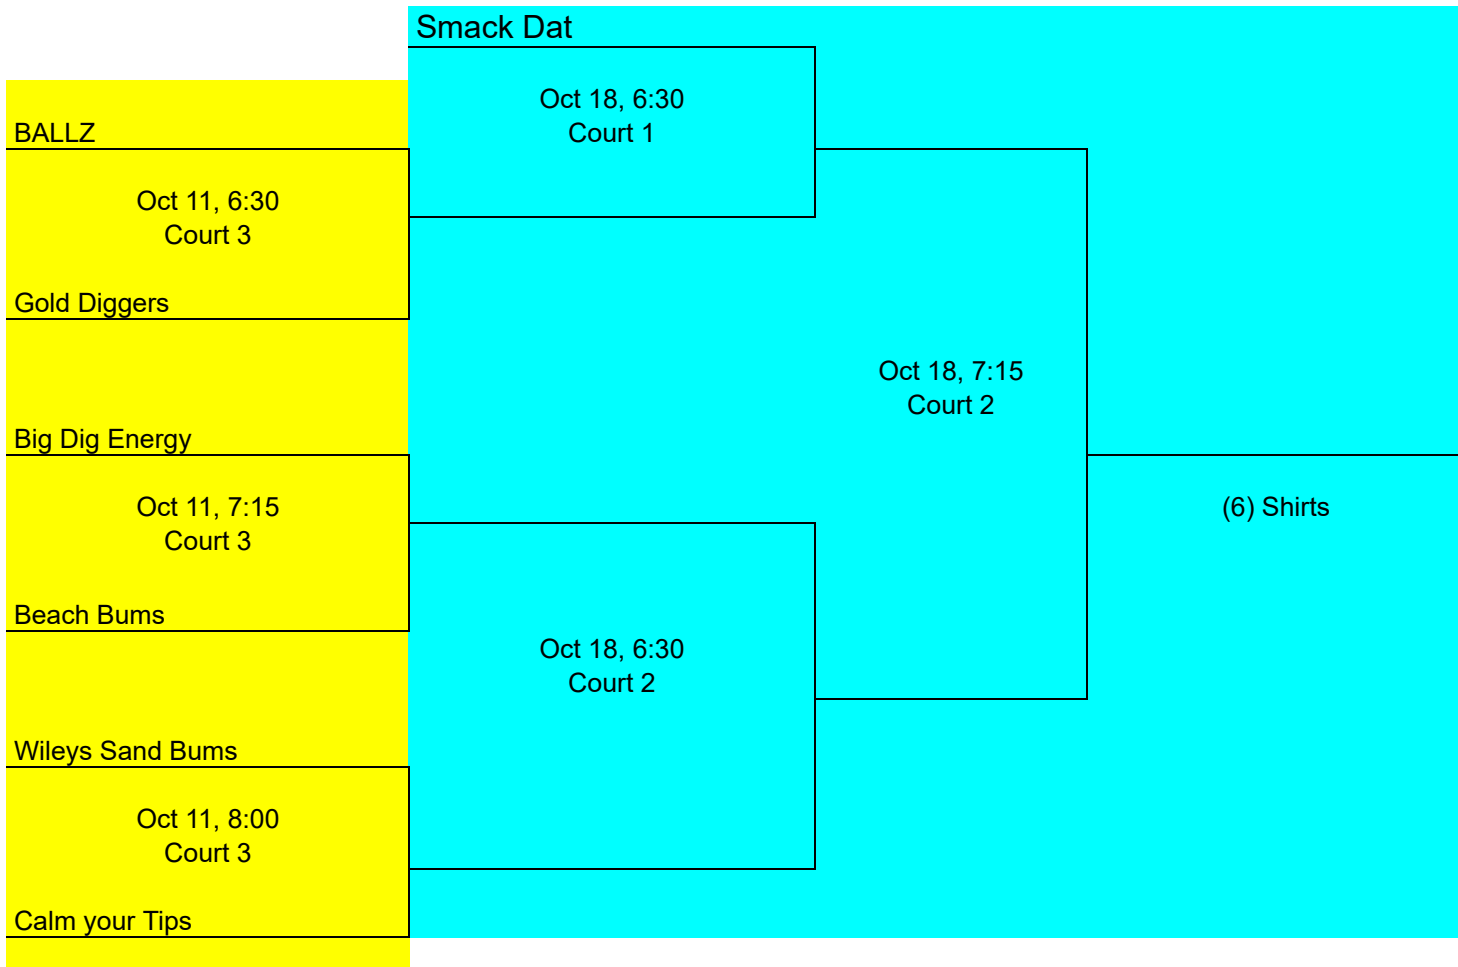 Smack Dat
Oct 18, 6:30
Court 1
BALLZ
Oct 11, 6:30
Court 3
Gold Diggers
Oct 18, 7:15
Court 2
Big Dig Energy
Oct 11, 7:15
Court 3
(6) Shirts
Beach Bums
Oct 18, 6:30
Court 2
Wileys Sand Bums
Oct 11, 8:00
Court 3
Calm your Tips